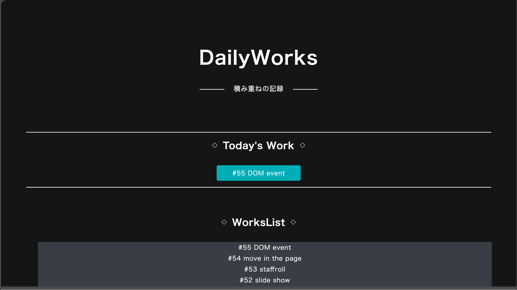 DailyWorks
積み重ねの記録
◇ Today's Work ◇
#55 DOM event
◇ WorksList ◇
#55 DOM event
#54 move in the page
#53 staffroll
#52 slide show